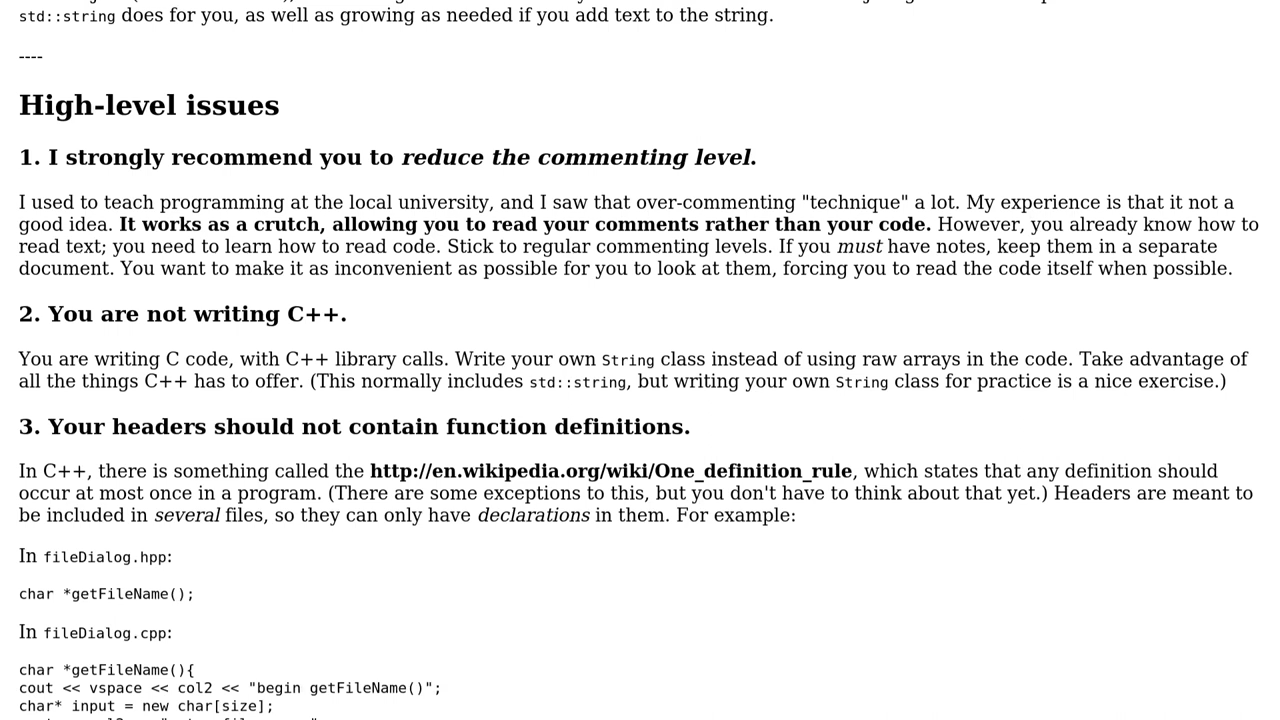 std::string does for you, as well as growing as needed if you add text to the string.
----
High-level issues
1. I strongly recommend you to reduce the commenting level.
I used to teach programming at the local university, and I saw that over-commenting "technique" a lot. My experience is that it not a
good idea. It works as a crutch, allowing you to read your comments rather than your code. However, you already know how to
read text; you need to learn how to read code. Stick to regular commenting levels. If you must have notes, keep them in a separate
document. You want to make it as inconvenient as possible for you to look at them, forcing you to read the code itself when possible.
2. You are not writing C++.
You are writing C code, with C++ library calls. Write your own String class instead of using raw arrays in the code. Take advantage of
all the things C++ has to offer. (This normally includes std::string, but writing your own String class for practice is a nice exercise.)
3. Your headers should not contain function definitions.
In C++, there is something called the http://en.wikipedia.org/wiki/One_definition_rule, which states that any definition should
occur at most once in a program. (There are some exceptions to this, but you don't have to think about that yet.) Headers are meant to
be included in several files, so they can only have declarations in them. For example:
In fileDialog.hpp:
char *getFileName();
In fileDialog.cpp:
char *getFileName(){
cout << vspace << col2 << "begin getFileName()";
char* input = new char[size];